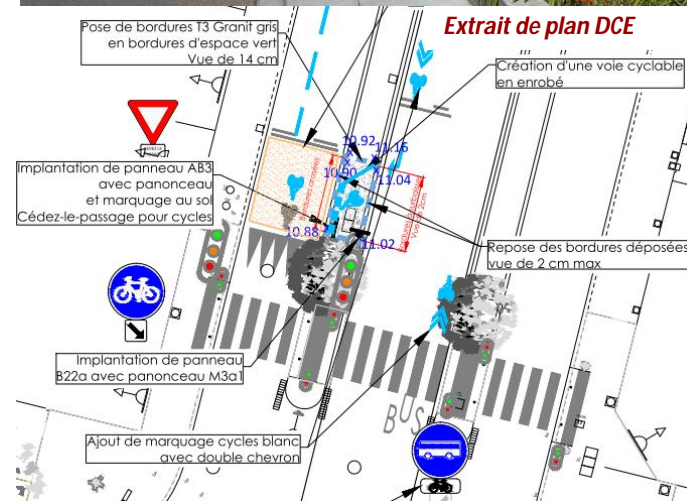 Extrait de plan DCE
Pose de bordures T3 Granit gris
en bordures d'espace vert
Vue de 14 cm
Création d'une voie cyclable
en enrobé
10.92
11.16
10.90
11.04
Implantation de panneau AB3
avec panonceau
et marquage au sol
Cédez-le-passage pour cycles
Vue de 2cm
10.88
11.02
Repose des bordures déposées
vue de 2 cm max
Implantation de panneau
B22a avec panonceau M3a1
BUS
Ajout de marquage cycles blanc
avec double chevron